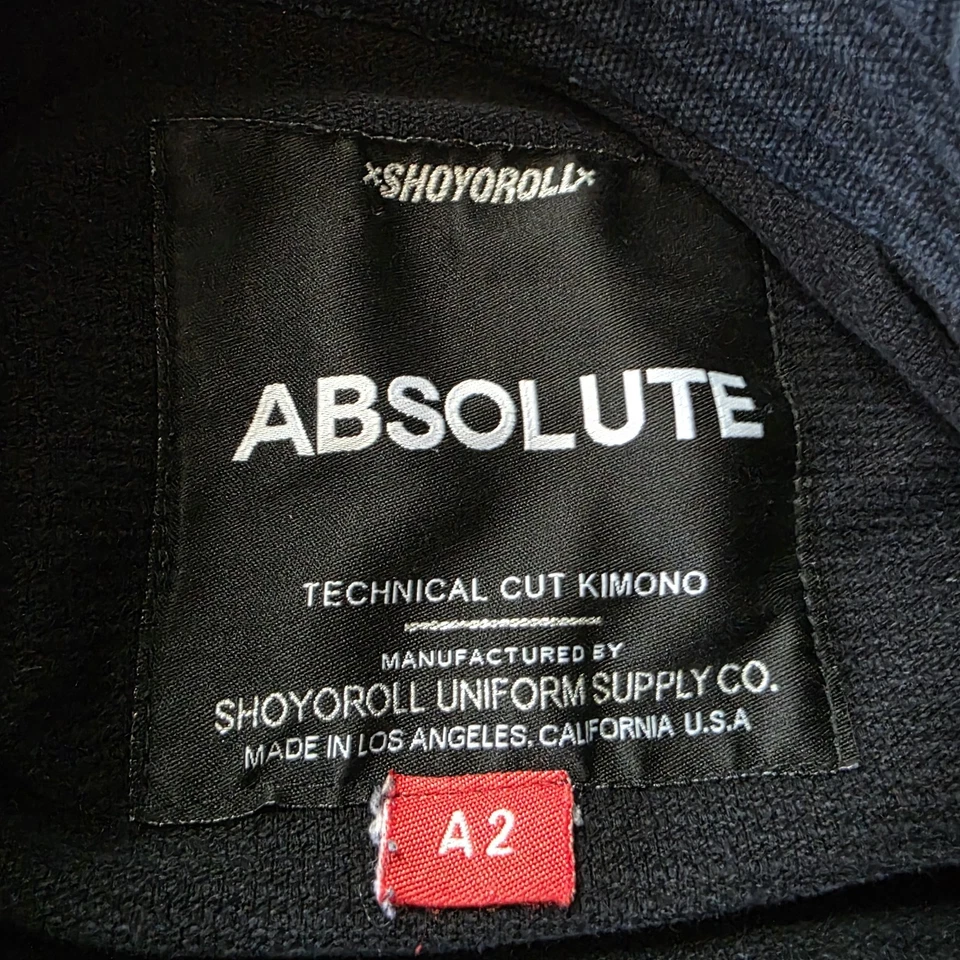 ×SHOYOROLL×
ABSOLUTE
TECHNICAL CUT KIMONO
MANUFACTURED BY
SHOYOROLL UNIFORM SUPPLY CO.
MADE IN LOS ANGELES, CALIFORNIA U.S.A
A2